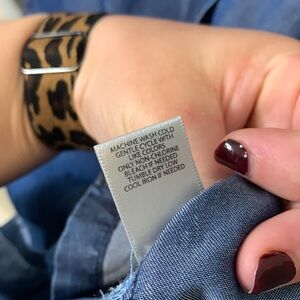 MACHINE WASH COLD
GENTLE CYCLE WITH
LIKE COLORS
ONLY NON-CHLORINE
BLEACH IF NEEDED
TUMBLE DRY LOW
COOL IRON IF NEEDED